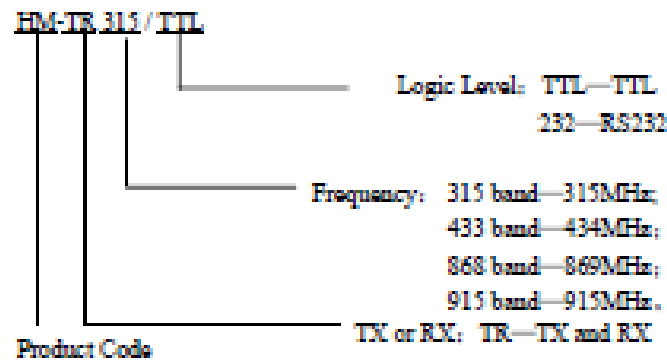 HM-TR 315 / TTL
Logic Level: TTL—TTL
232—RS232
Frequency: 315 band—315MHz;
433 band—434MHz;
868 band—869MHz;
915 band—915MHz.
TX or RX: TR—TX and RX
Product Code